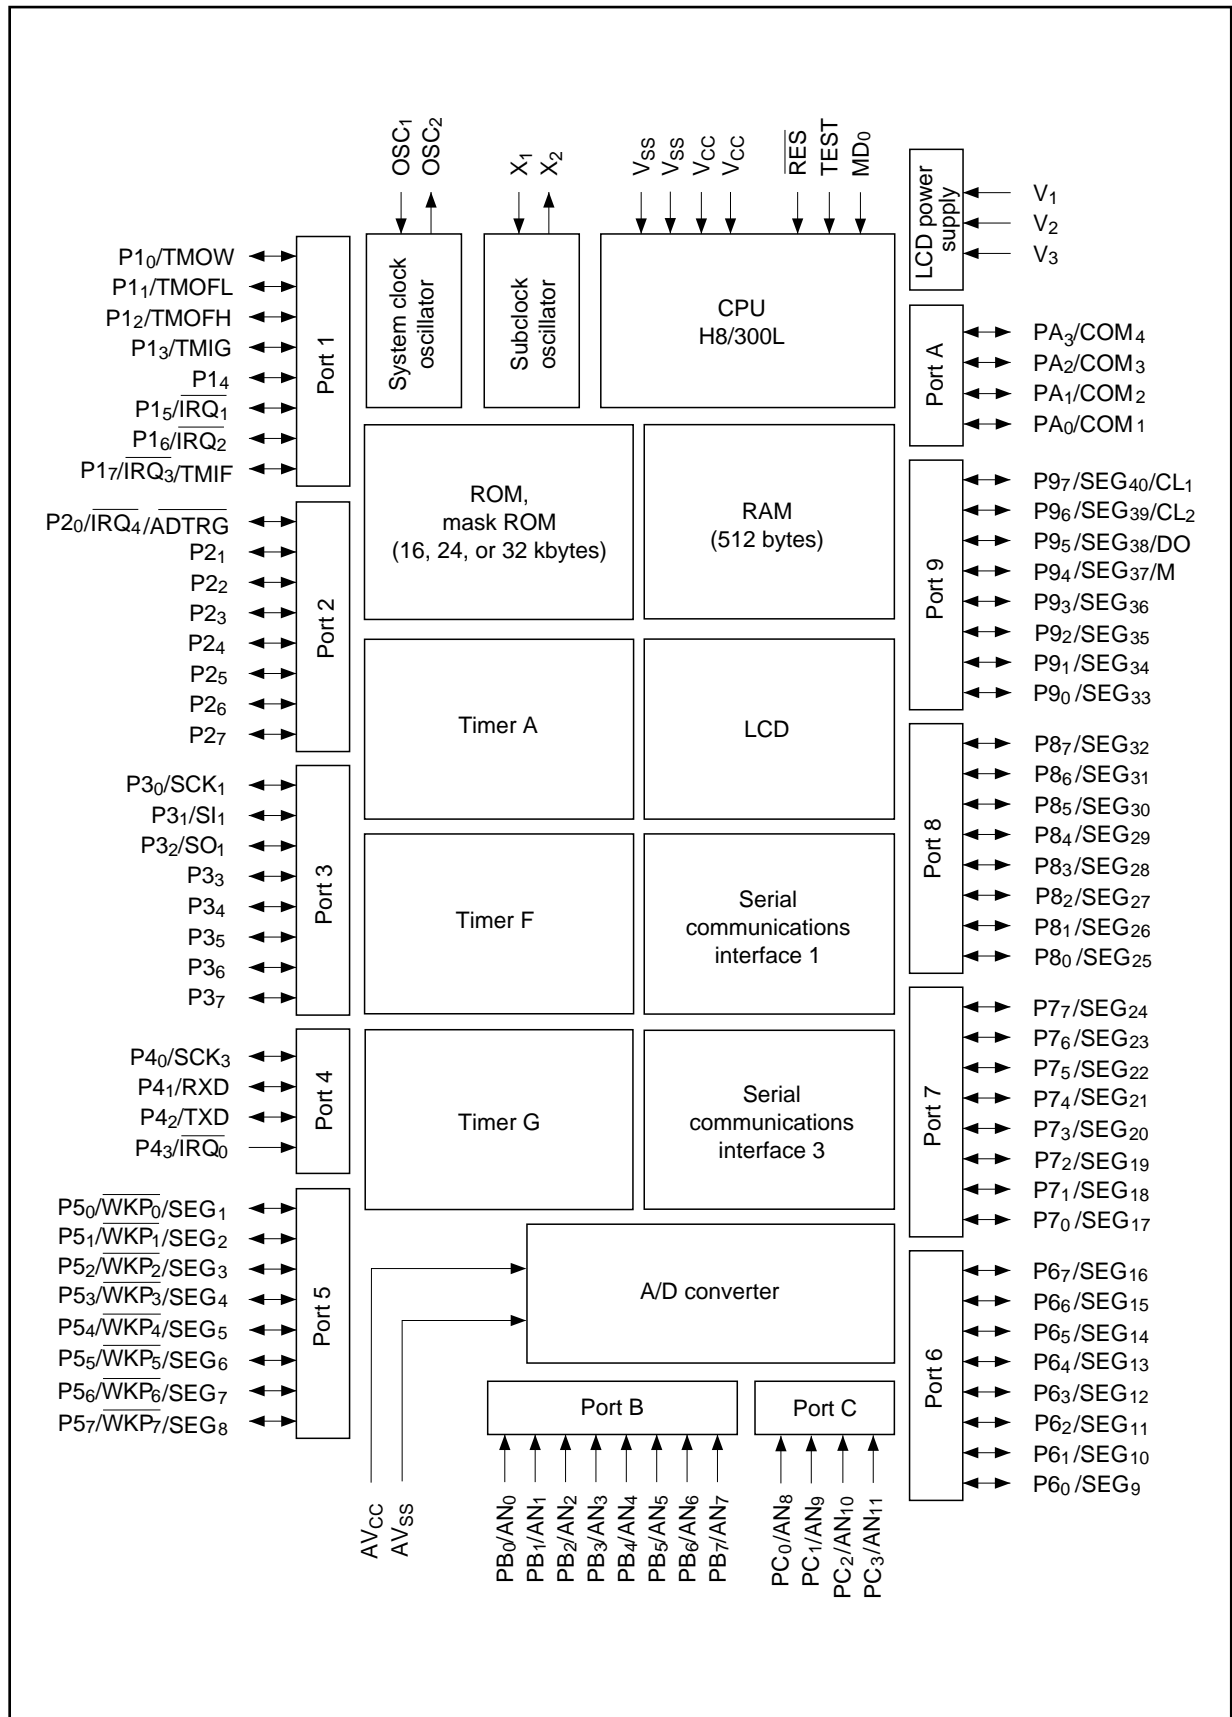 OSC1
OSC2
X1
X2
VSS
VSS
VCC
VCC
RES
TEST
MD0
LCD power
supply
V1
V2
V3
P10/TMOW
P11/TMOFL
P12/TMOFH
P13/TMIG
P14
P15/IRQ1
P16/IRQ2
P17/IRQ3/TMIF
Port 1
System clock
oscillator
Subclock
oscillator
CPU
H8/300L
Port A
PA3/COM4
PA2/COM3
PA1/COM2
PA0/COM1
P20/IRQ4/ADTRG
P21
P22
P23
P24
P25
P26
P27
Port 2
ROM,
mask ROM
(16, 24, or 32 kbytes)
RAM
(512 bytes)
Port 9
P97/SEG40/CL1
P96/SEG39/CL2
P95/SEG38/DO
P94/SEG37/M
P93/SEG36
P92/SEG35
P91/SEG34
P90/SEG33
Timer A
LCD
P30/SCK1
P31/SI1
P32/SO1
P33
P34
P35
P36
P37
Port 3
Timer F
Serial
communications
interface 1
Port 8
P87/SEG32
P86/SEG31
P85/SEG30
P84/SEG29
P83/SEG28
P82/SEG27
P81/SEG26
P80/SEG25
P40/SCK3
P41/RXD
P42/TXD
P43/IRQ0
Port 4
Timer G
Serial
communications
interface 3
Port 7
P77/SEG24
P76/SEG23
P75/SEG22
P74/SEG21
P73/SEG20
P72/SEG19
P71/SEG18
P70/SEG17
P50/WKP0/SEG1
P51/WKP1/SEG2
P52/WKP2/SEG3
P53/WKP3/SEG4
P54/WKP4/SEG5
P55/WKP5/SEG6
P56/WKP6/SEG7
P57/WKP7/SEG8
Port 5
A/D converter
Port B
Port C
Port 6
P67/SEG16
P66/SEG15
P65/SEG14
P64/SEG13
P63/SEG12
P62/SEG11
P61/SEG10
P60/SEG9
AVCC
AVSS
PB0/AN0
PB1/AN1
PB2/AN2
PB3/AN3
PB4/AN4
PB5/AN5
PB6/AN6
PB7/AN7
PC0/AN8
PC1/AN9
PC2/AN10
PC3/AN11